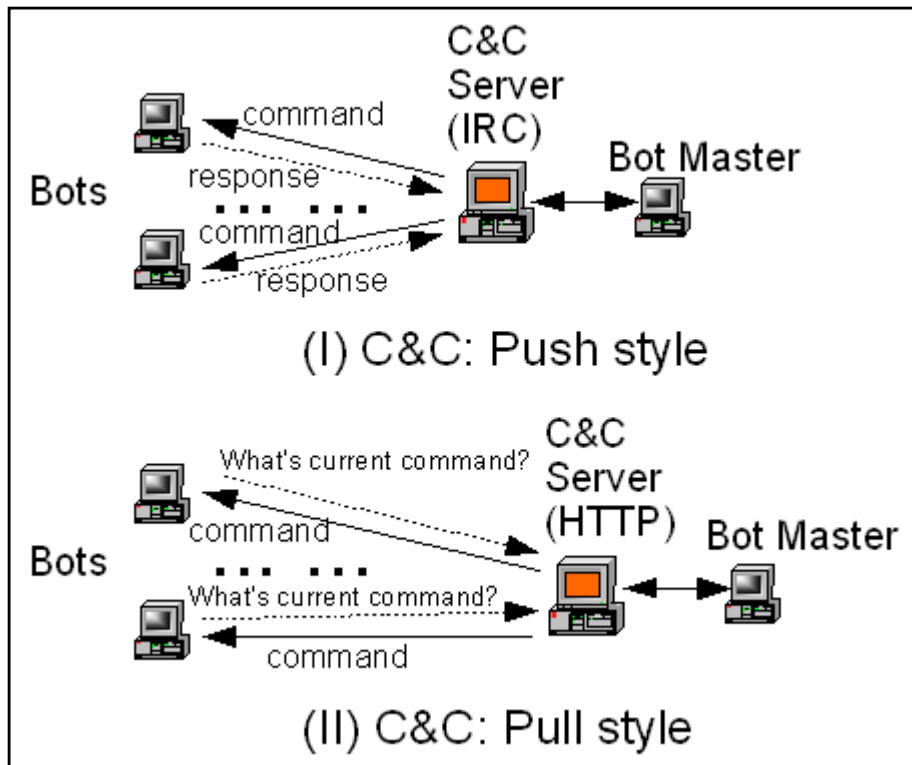 C&C
Server
(IRC)
command
Bot Master
response
Bots
... ...
command
response
(I) C&C: Push style
C&C
Server
(HTTP)
What's current command?
command
Bot Master
Bots
... ...
What's current command?
command
(II) C&C: Pull style